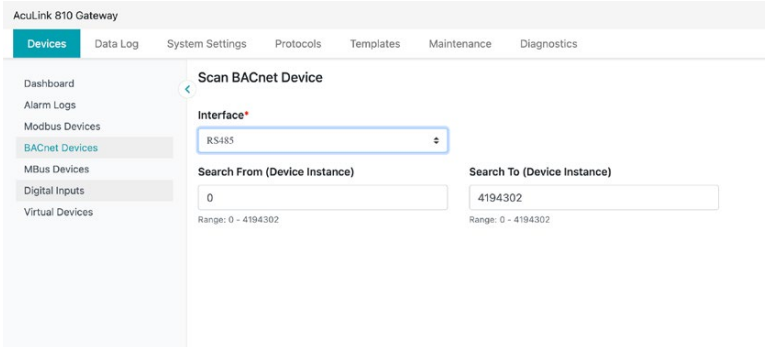 AcuLink 810 Gateway
Devices Data Log System Settings Protocols Templates Maintenance Diagnostics
Dashboard
Alarm Logs
Modbus Devices
BACnet Devices
MBus Devices
Digital Inputs
Virtual Devices
Scan BACnet Device
Interface*
RS485
Search From (Device Instance) Search To (Device Instance)
0 4194302
Range: 0 - 4194302 Range: 0 - 4194302